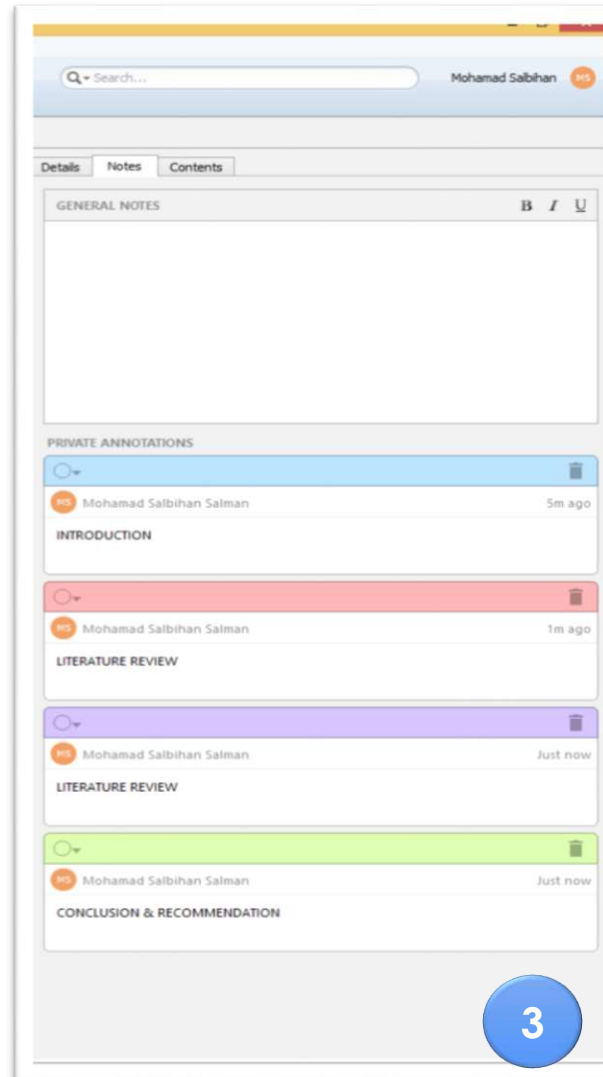 Search...
Mohamad Salbihan MS
Details Notes Contents
GENERAL NOTES B I U
PRIVATE ANNOTATIONS
MS Mohamad Salbihan Salman 5m ago
INTRODUCTION
MS Mohamad Salbihan Salman 1m ago
LITERATURE REVIEW
MS Mohamad Salbihan Salman Just now
LITERATURE REVIEW
MS Mohamad Salbihan Salman Just now
CONCLUSION & RECOMMENDATION
3